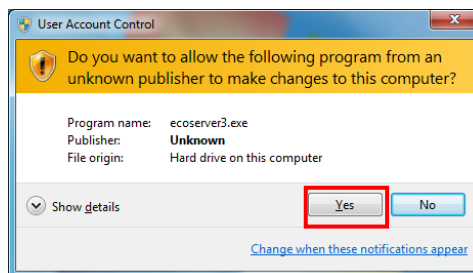 User Account Control
Do you want to allow the following program from an
unknown publisher to make changes to this computer?
Program name: ecoserver3.exe
Publisher: Unknown
File origin: Hard drive on this computer
Show details Yes No
Change when these notifications appear